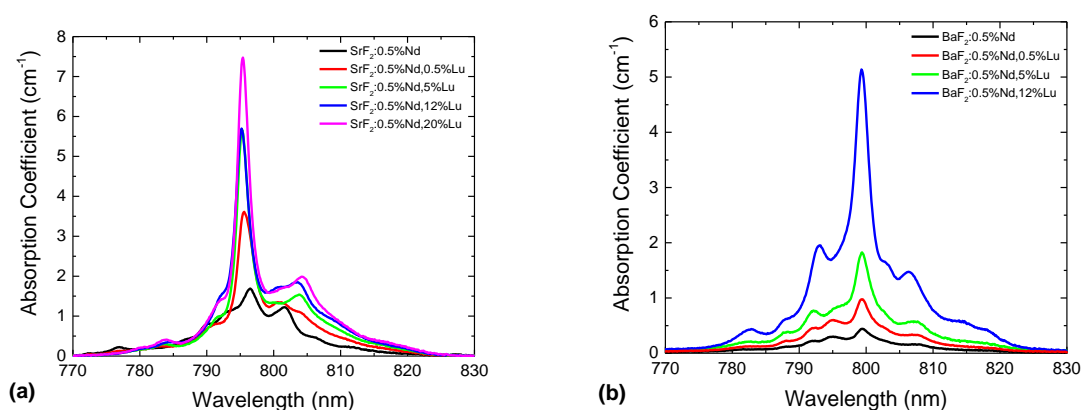 8
7
6
5
4
3
2
1
0
Absorption Coefficient (cm⁻¹)
SrF₂:0.5%Nd
SrF₂:0.5%Nd,0.5%Lu
SrF₂:0.5%Nd,5%Lu
SrF₂:0.5%Nd,12%Lu
SrF₂:0.5%Nd,20%Lu
770 780 790 800 810 820 830
Wavelength (nm)
(a)
6
5
4
3
2
1
0
Absorption Coefficient (cm⁻¹)
BaF₂:0.5%Nd
BaF₂:0.5%Nd,0.5%Lu
BaF₂:0.5%Nd,5%Lu
BaF₂:0.5%Nd,12%Lu
770 780 790 800 810 820 830
Wavelength (nm)
(b)